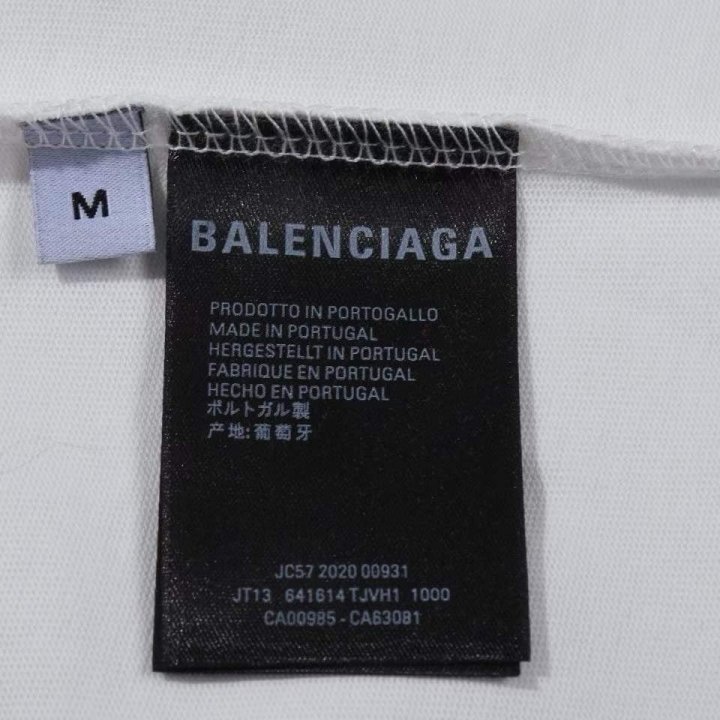 M
BALENCIAGA
PRODOTTO IN PORTOGALLO
MADE IN PORTUGAL
HERGESTELLT IN PORTUGAL
FABRIQUE EN PORTUGAL
HECHO EN PORTUGAL
ポルトガル製
产地:葡萄牙
JC57 2020 00931
JT13 641614 TJVH1 1000
CA00985 - CA63081